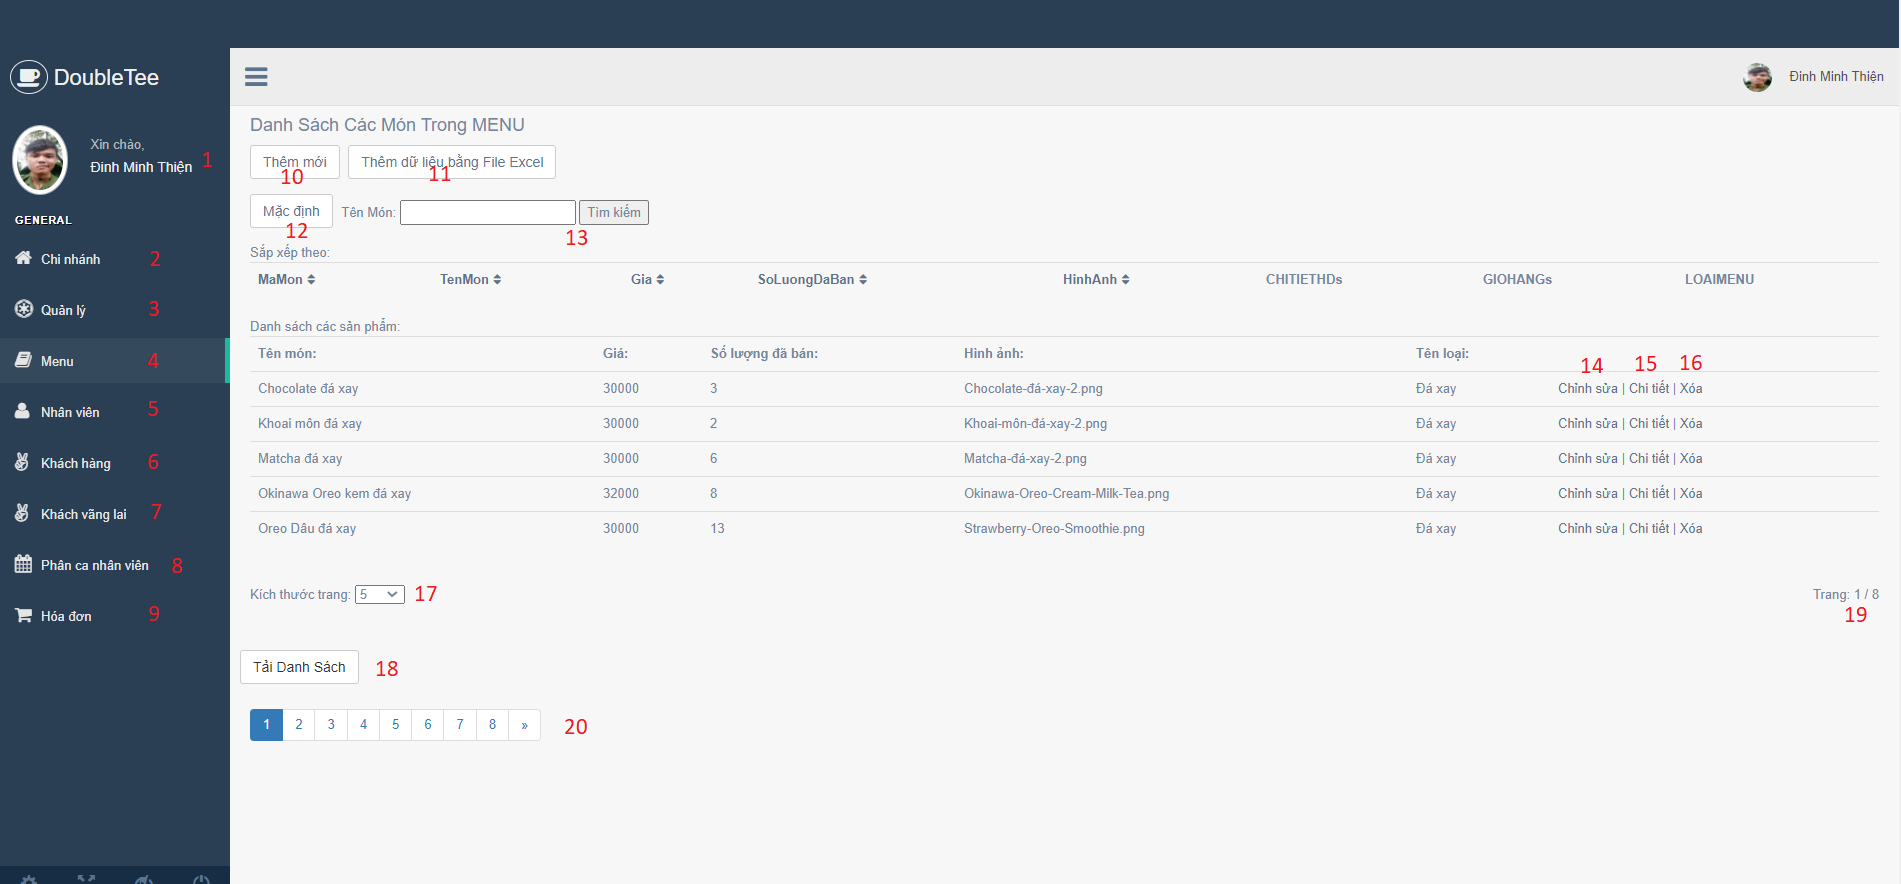 DoubleTee
Đinh Minh Thiện
Xin chào,
Đinh Minh Thiện 1
GENERAL
Chi nhánh 2
Quản lý 3
Menu 4
Nhân viên 5
Khách hàng 6
Khách vãng lai 7
Phân ca nhân viên 8
Hóa đơn 9
Danh Sách Các Món Trong MENU
Thêm mới Thêm dữ liệu bằng File Excel
10 11
Mặc định Tên Món: Tìm kiếm
12 13
Sắp xếp theo:
MaMon TenMon Gia SoLuongDaBan HinhAnh CHITIETHDs GIOHANGs LOAIMENU
Danh sách các sản phẩm:
Tên món: Giá: Số lượng đã bán: Hình ảnh: Tên loại:
14 15 16
Chocolate đá xay 30000 3 Chocolate-đá-xay-2.png Đá xay Chỉnh sửa | Chi tiết | Xóa
Khoai môn đá xay 30000 2 Khoai-môn-đá-xay-2.png Đá xay Chỉnh sửa | Chi tiết | Xóa
Matcha đá xay 30000 6 Matcha-đá-xay-2.png Đá xay Chỉnh sửa | Chi tiết | Xóa
Okinawa Oreo kem đá xay 32000 8 Okinawa-Oreo-Cream-Milk-Tea.png Đá xay Chỉnh sửa | Chi tiết | Xóa
Oreo Dâu đá xay 30000 13 Strawberry-Oreo-Smoothie.png Đá xay Chỉnh sửa | Chi tiết | Xóa
Kích thước trang: 5 17 Trang: 1 / 8
19
Tải Danh Sách 18
1 2 3 4 5 6 7 8 » 20